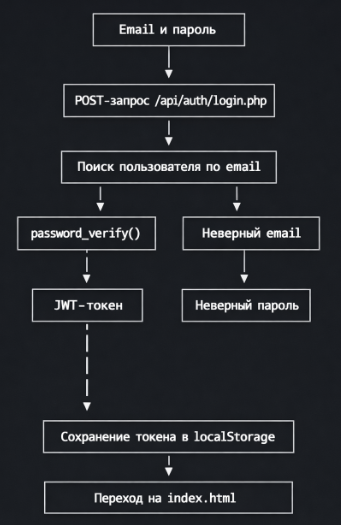 Email и пароль
POST-запрос /api/auth/login.php
Поиск пользователя по email
password_verify()
Неверный email
JWT-токен
Неверный пароль
Сохранение токена в localStorage
Переход на index.html